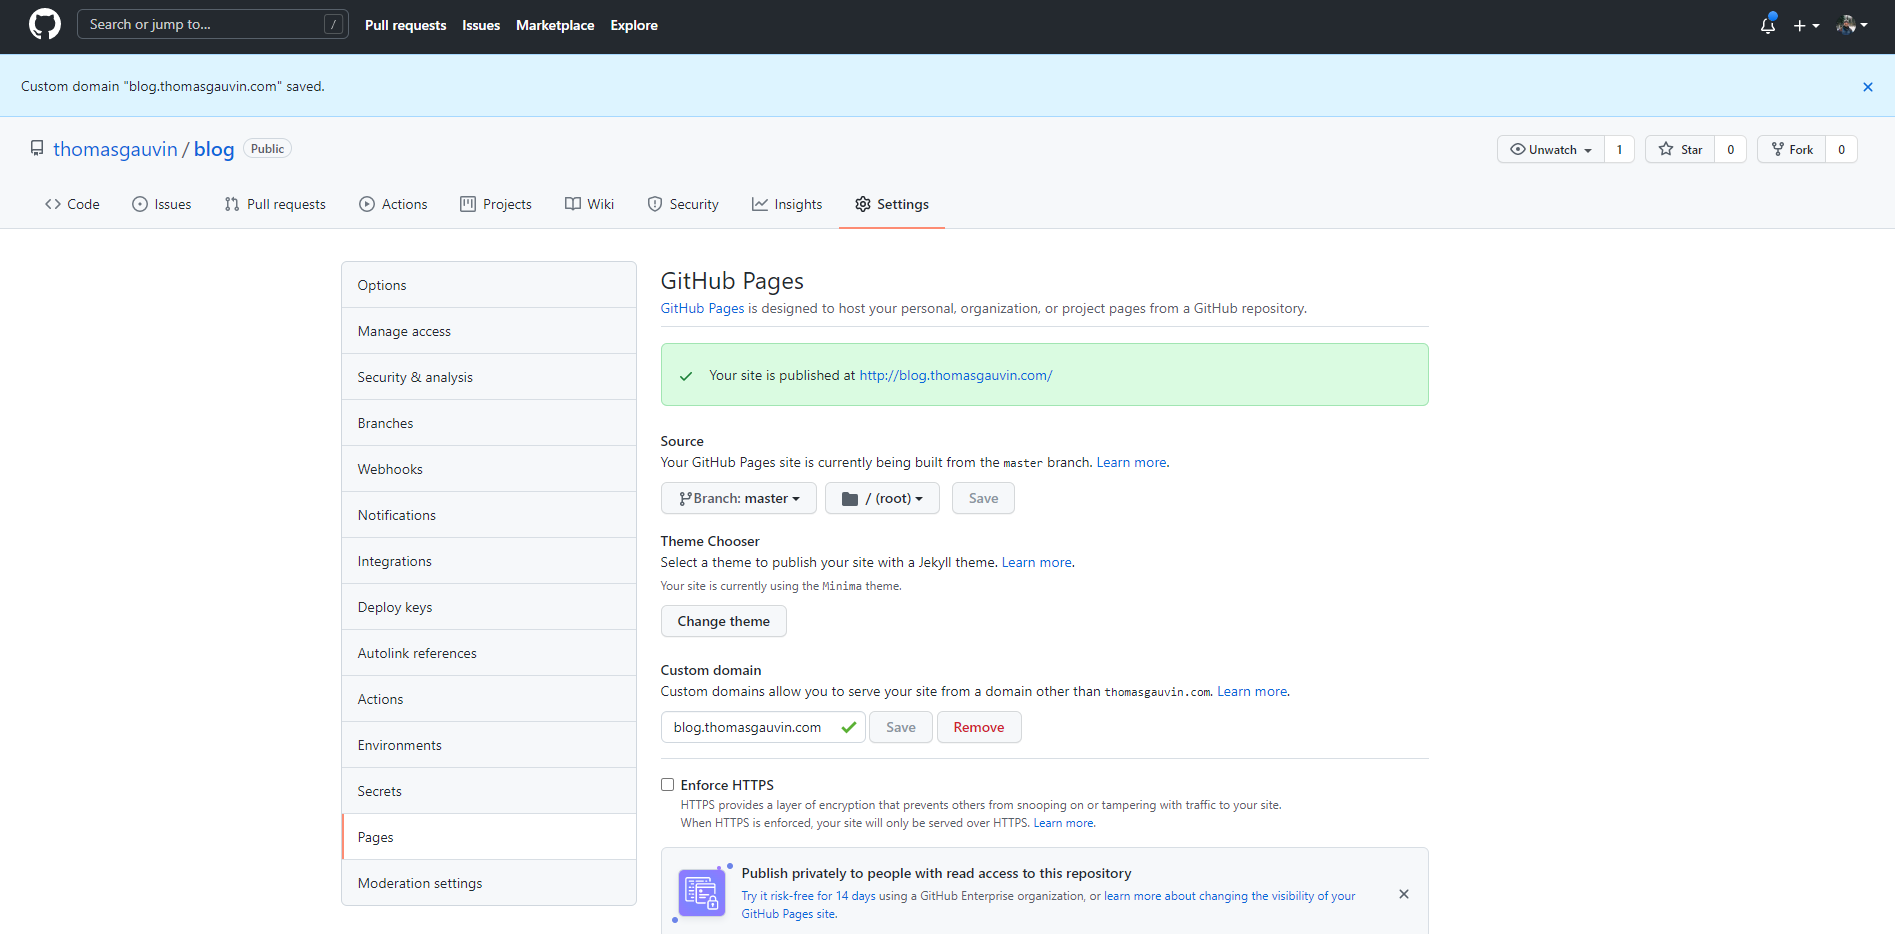 Search or jump to...
/
Pull requests
Issues
Marketplace
Explore
Custom domain "blog.thomasgauvin.com" saved.
thomasgauvin / blog
Public
Unwatch
1
Star
0
Fork
0
Code
Issues
Pull requests
Actions
Projects
Wiki
Security
Insights
Settings
Options
Manage access
Security & analysis
Branches
Webhooks
Notifications
Integrations
Deploy keys
Autolink references
Actions
Environments
Secrets
Pages
Moderation settings
GitHub Pages
GitHub Pages is designed to host your personal, organization, or project pages from a GitHub repository.
Your site is published at http://blog.thomasgauvin.com/
Source
Your GitHub Pages site is currently being built from the master branch. Learn more.
Branch: master
/ (root)
Save
Theme Chooser
Select a theme to publish your site with a Jekyll theme. Learn more.
Your site is currently using the Minima theme.
Change theme
Custom domain
Custom domains allow you to serve your site from a domain other than thomasgauvin.com. Learn more.
blog.thomasgauvin.com
Save
Remove
Enforce HTTPS
HTTPS provides a layer of encryption that prevents others from snooping on or tampering with traffic to your site.
When HTTPS is enforced, your site will only be served over HTTPS. Learn more.
Publish privately to people with read access to this repository
Try it risk-free for 14 days using a GitHub Enterprise organization, or learn more about changing the visibility of your
GitHub Pages site.